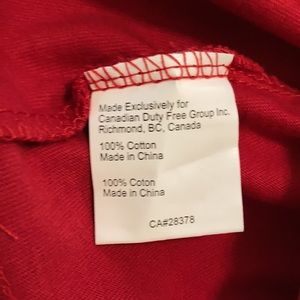 Made Exclusively for
Canadian Duty Free Group Inc.
Richmond, BC, Canada
100% Cotton
Made in China
100% Coton
Made in China
CA#28378